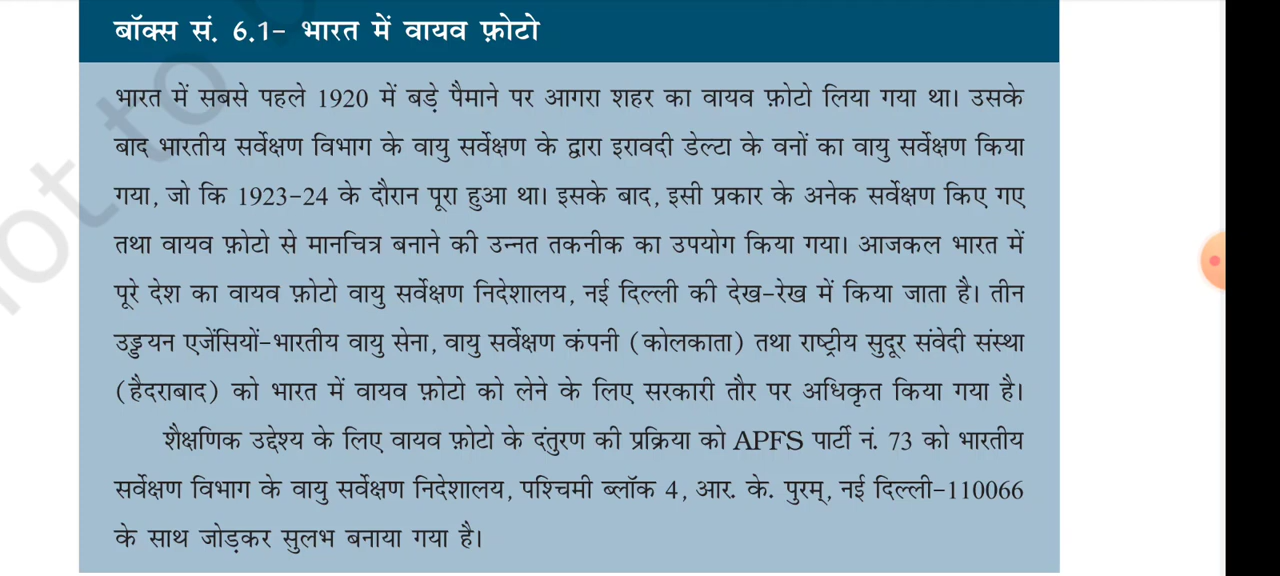 बॉक्स सं. 6.1- भारत में वायव फ़ोटो
भारत में सबसे पहले 1920 में बड़े पैमाने पर आगरा शहर का वायव फ़ोटो लिया गया था। उसके
बाद भारतीय सर्वेक्षण विभाग के वायु सर्वेक्षण के द्वारा इरावदी डेल्टा के वनों का वायु सर्वेक्षण किया
गया, जो कि 1923-24 के दौरान पूरा हुआ था। इसके बाद, इसी प्रकार के अनेक सर्वेक्षण किए गए
तथा वायव फ़ोटो से मानचित्र बनाने की उन्नत तकनीक का उपयोग किया गया। आजकल भारत में
पूरे देश का वायव फ़ोटो वायु सर्वेक्षण निदेशालय, नई दिल्ली की देख-रेख में किया जाता है। तीन
उड्डयन एजेंसियों-भारतीय वायु सेना, वायु सर्वेक्षण कंपनी (कोलकाता) तथा राष्ट्रीय सुदूर संवेदी संस्था
(हैदराबाद) को भारत में वायव फ़ोटो को लेने के लिए सरकारी तौर पर अधिकृत किया गया है।
शैक्षणिक उद्देश्य के लिए वायव फ़ोटो के दंतुरण की प्रक्रिया को APFS पार्टी नं. 73 को भारतीय
सर्वेक्षण विभाग के वायु सर्वेक्षण निदेशालय, पश्चिमी ब्लॉक 4, आर. के. पुरम्, नई दिल्ली-110066
के साथ जोड़कर सुलभ बनाया गया है।
not to b